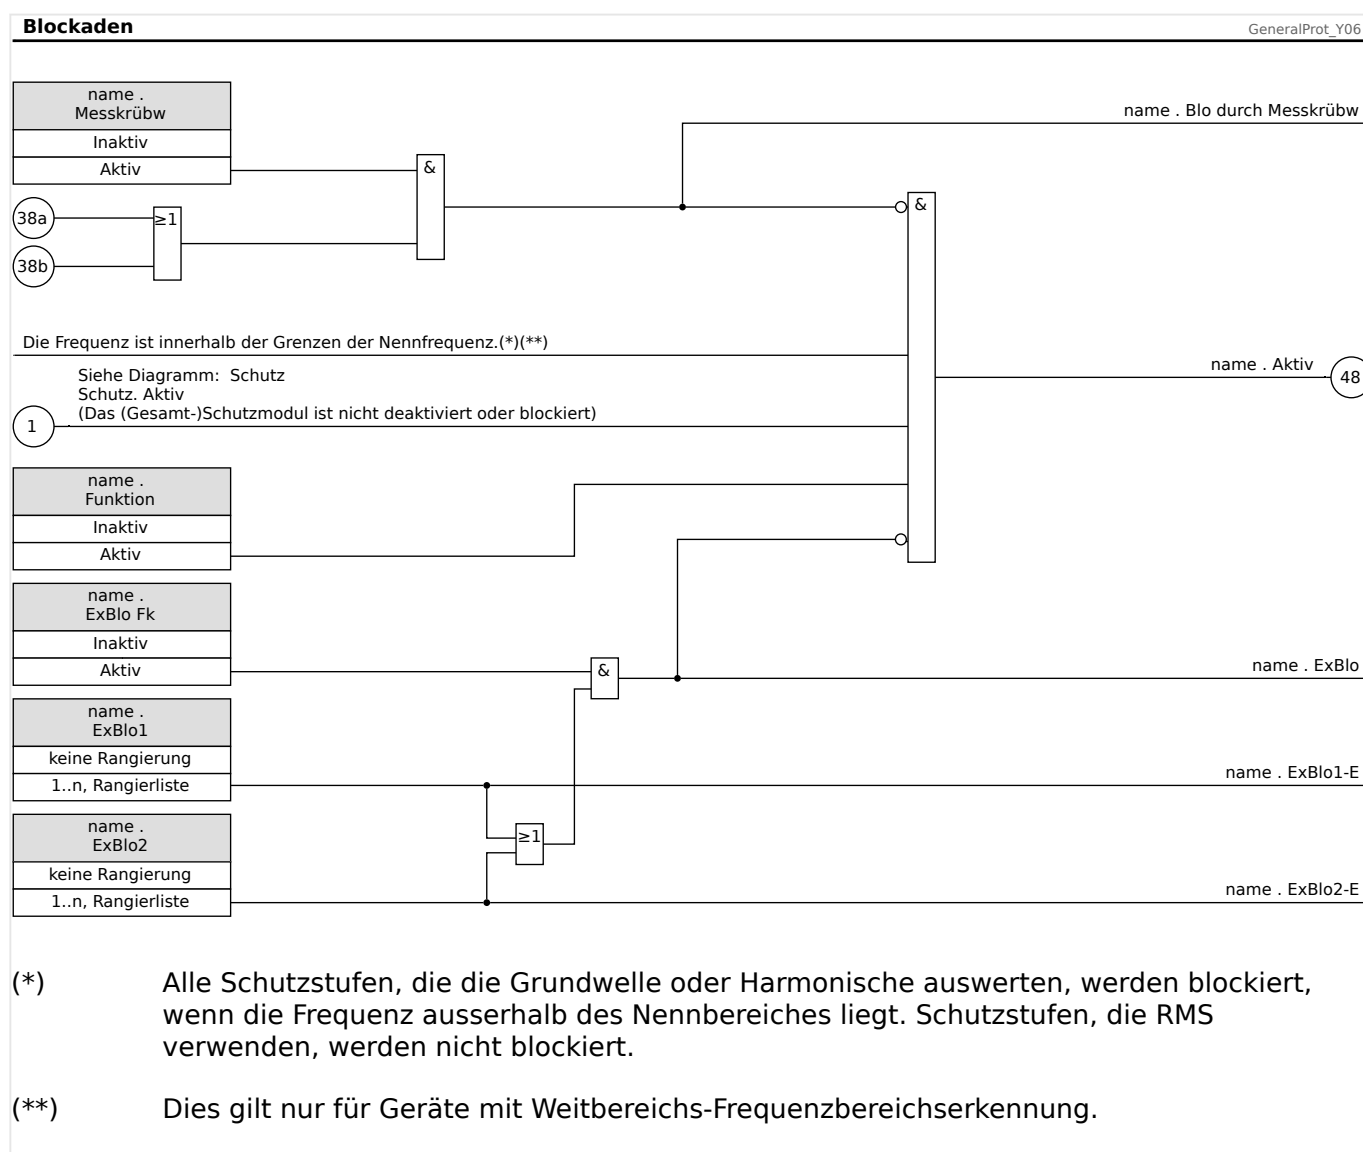 Blockaden
GeneralProt_Y06
name .
Messkrübw
Inaktiv
Aktiv
&
name . Blo durch Messkrübw
38a
≥1
38b
&
Die Frequenz ist innerhalb der Grenzen der Nennfrequenz.(*)(**)
Siehe Diagramm: Schutz
Schutz. Aktiv
(Das (Gesamt-)Schutzmodul ist nicht deaktiviert oder blockiert)
1
name . Aktiv
48
name .
Funktion
Inaktiv
Aktiv
name .
ExBlo Fk
Inaktiv
Aktiv
&
name . ExBlo
name .
ExBlo1
keine Rangierung
1..n, Rangierliste
name . ExBlo1-E
≥1
name .
ExBlo2
keine Rangierung
1..n, Rangierliste
name . ExBlo2-E
(*) Alle Schutzstufen, die die Grundwelle oder Harmonische auswerten, werden blockiert,
wenn die Frequenz ausserhalb des Nennbereiches liegt. Schutzstufen, die RMS
verwenden, werden nicht blockiert.
(**) Dies gilt nur für Geräte mit Weitbereichs-Frequenzbereichserkennung.